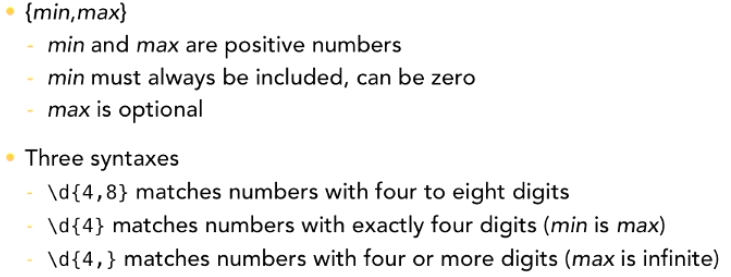 • {min,max}
- min and max are positive numbers
- min must always be included, can be zero
- max is optional
• Three syntaxes
- \d{4,8} matches numbers with four to eight digits
- \d{4} matches numbers with exactly four digits (min is max)
- \d{4,} matches numbers with four or more digits (max is infinite)